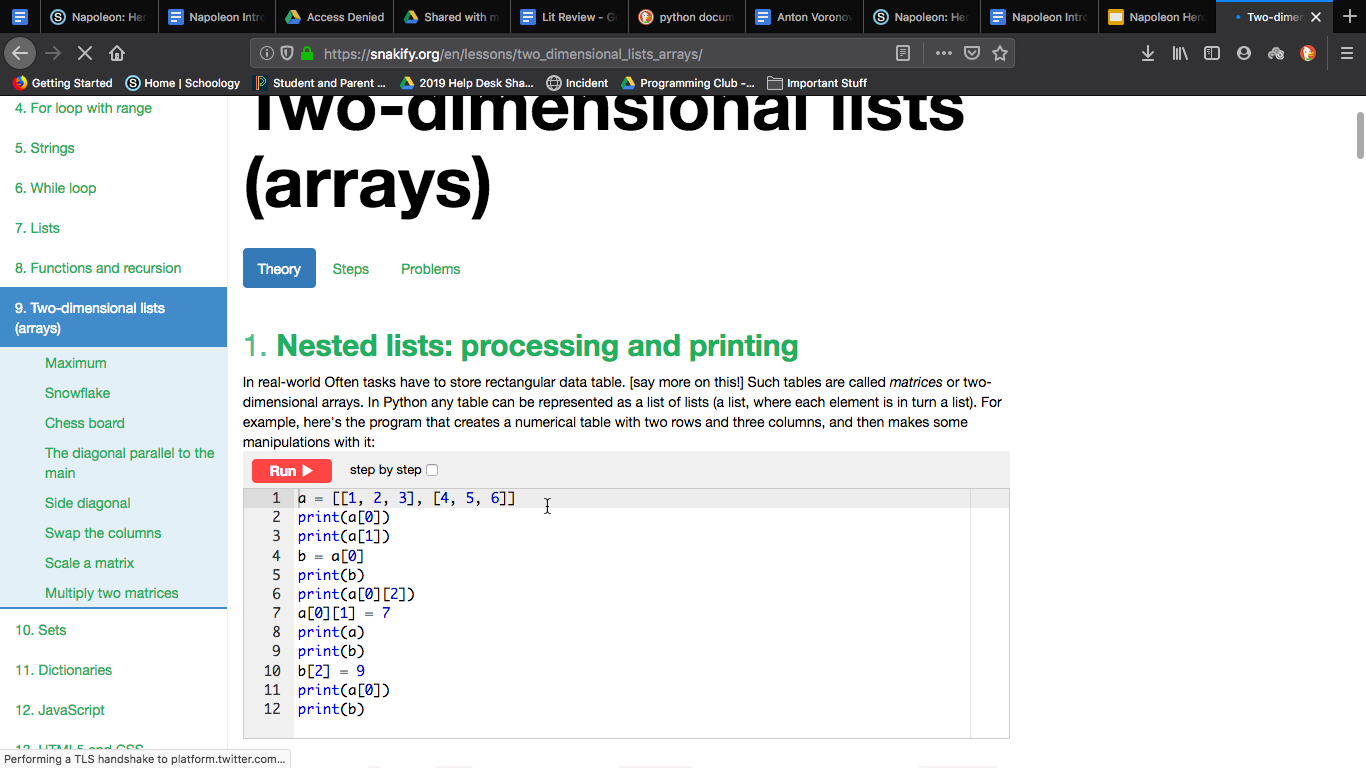 Napoleon: Her
Napoleon Intro
Access Denied
Shared with m
Lit Review - G
python docum
Anton Voronov
Napoleon: He
Napoleon Intro
Napoleon Hero
Two-dimen
https://snakify.org/en/lessons/two_dimensional_lists_arrays/
Getting Started
Home | Schoology
Student and Parent ...
2019 Help Desk Sha...
Incident
Programming Club -...
Important Stuff
4. For loop with range
5. Strings
6. While loop
7. Lists
8. Functions and recursion
9. Two-dimensional lists
(arrays)
Maximum
Snowflake
Chess board
The diagonal parallel to the
main
Side diagonal
Swap the columns
Scale a matrix
Multiply two matrices
10. Sets
11. Dictionaries
12. JavaScript
13. HTML5 and CSS
Performing a TLS handshake to platform.twitter.com...
Two-dimensional lists
(arrays)
Theory
Steps
Problems
1. Nested lists: processing and printing
In real-world Often tasks have to store rectangular data table. [say more on this!] Such tables are called matrices or two-
dimensional arrays. In Python any table can be represented as a list of lists (a list, where each element is in turn a list). For
example, here's the program that creates a numerical table with two rows and three columns, and then makes some
manipulations with it:
Run
step by step
1 a = [[1, 2, 3], [4, 5, 6]]
2 print(a[0])
3 print(a[1])
4 b = a[0]
5 print(b)
6 print(a[0][2])
7 a[0][1] = 7
8 print(a)
9 print(b)
10 b[2] = 9
11 print(a[0])
12 print(b)